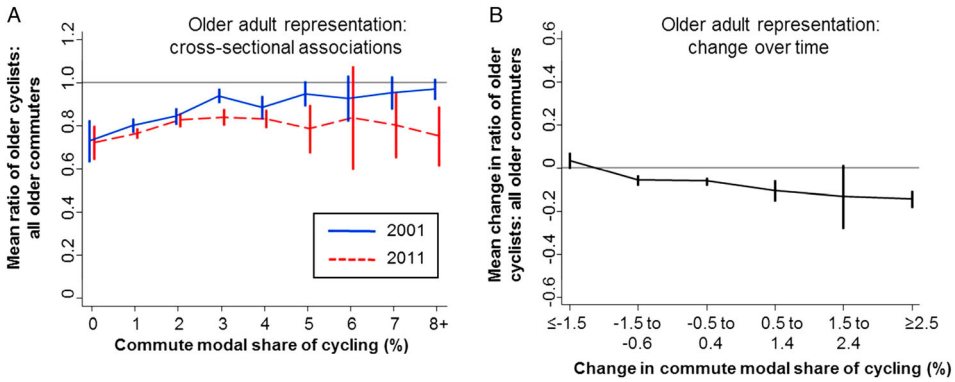 A
Older adult representation:
cross-sectional associations
Mean ratio of older cyclists:
all older commuters
1.2
1.0
0.8
0.6
0.4
0.2
0
2001
2011
0 1 2 3 4 5 6 7 8+
Commute modal share of cycling (%)
B
Older adult representation:
change over time
Mean change in ratio of older
cyclists: all older commuters
0.6
0.4
0.2
0
-0.2
-0.4
-0.6
≤-1.5 -1.5 to -0.5 to 0.5 to 1.5 to ≥2.5
-0.6 0.4 1.4 2.4
Change in commute modal share of cycling (%)